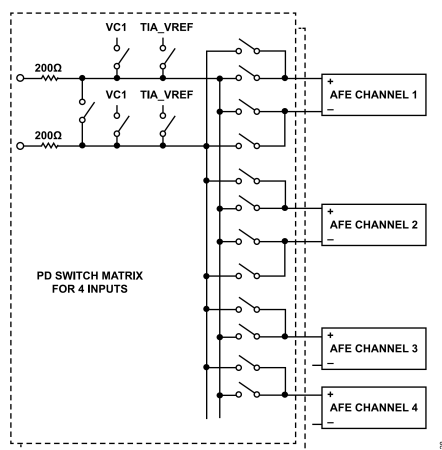 VC1 TIA_VREF
200Ω
+
AFE CHANNEL 1
–
VC1 TIA_VREF
200Ω
+
AFE CHANNEL 2
–
PD SWITCH MATRIX
FOR 4 INPUTS
+
AFE CHANNEL 3
–
+
AFE CHANNEL 4
–